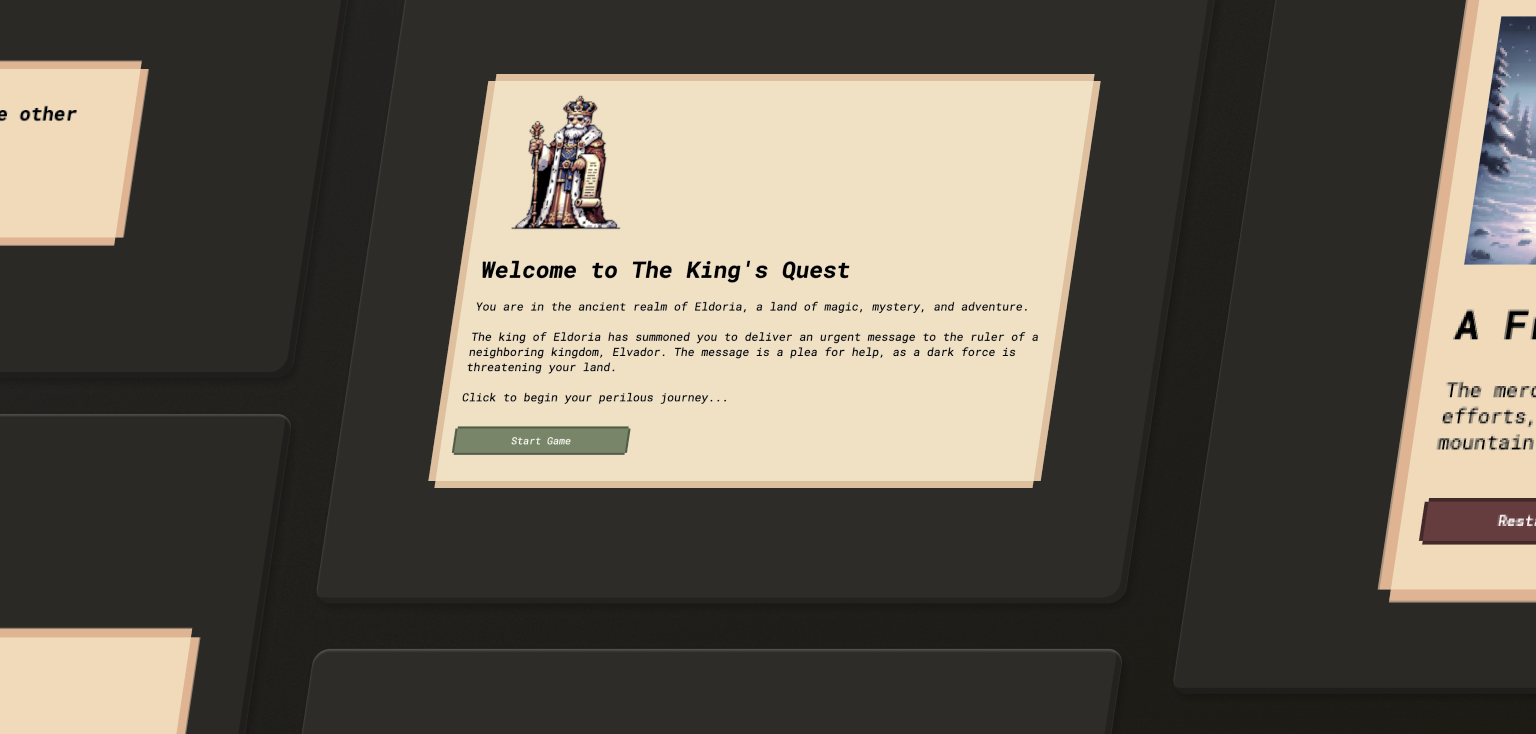 e other
Welcome to The King's Quest
You are in the ancient realm of Eldoria, a land of magic, mystery, and adventure.
The king of Eldoria has summoned you to deliver an urgent message to the ruler of a
neighboring kingdom, Elvador. The message is a plea for help, as a dark force is
threatening your land.
Click to begin your perilous journey...
Start Game
A F
The merc
efforts,
mountain
Rest